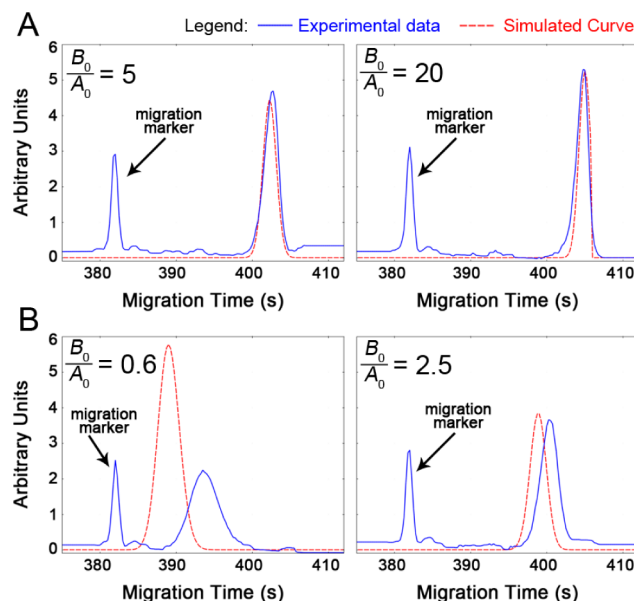 A
Legend: Experimental data Simulated Curve
B0/A0 = 5
migration
marker
Arbitrary Units
6
5
4
3
2
1
0
380 390 400 410
Migration Time (s)
B0/A0 = 20
migration
marker
380 390 400 410
Migration Time (s)
B
B0/A0 = 0.6
migration
marker
Arbitrary Units
6
5
4
3
2
1
0
380 390 400 410
Migration Time (s)
B0/A0 = 2.5
migration
marker
380 390 400 410
Migration Time (s)